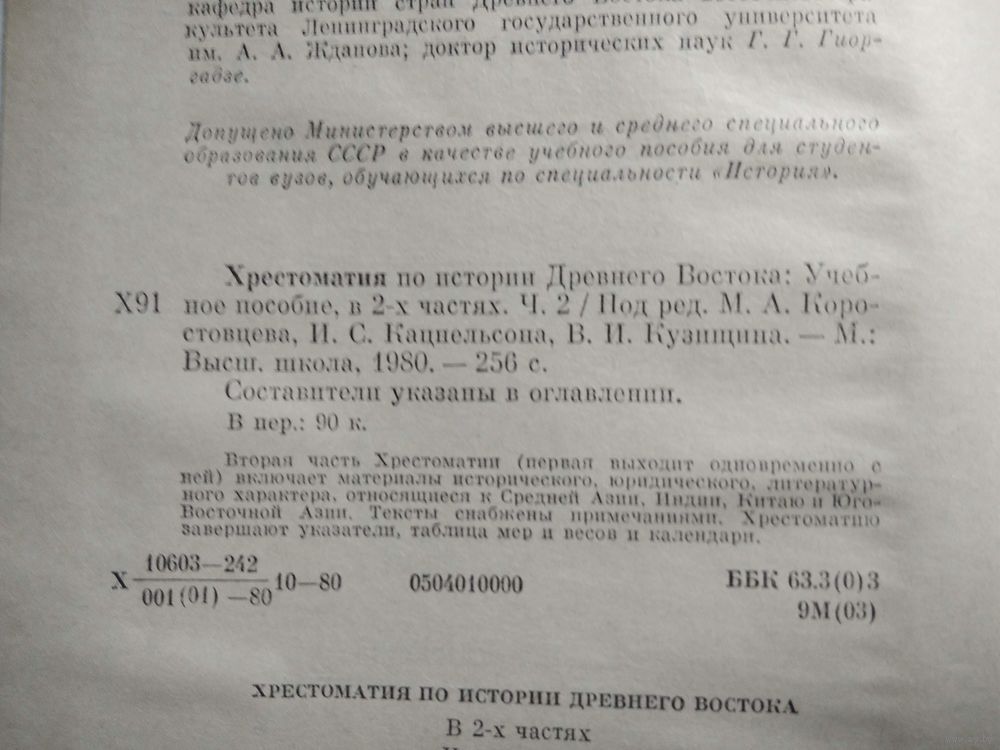 кафедра истории стран Древнего Востока
культета Ленинградского государственного университета
им. А. А. Жданова; доктор исторических наук Г. Г. Гиор-
гадзе.
Допущено Министерством высшего и среднего специального
образования СССР в качестве учебного пособия для студен-
тов вузов, обучающихся по специальности «История».
Хрестоматия по истории Древнего Востока: Учеб-
Х91 ное пособие, в 2-х частях. Ч. 2 / Под ред. М. А. Коро-
стовцева, И. С. Кацнельсона, В. И. Кузищина. — М.:
Высш. школа, 1980. — 256 с.
Составители указаны в оглавлении.
В пер.: 90 к.
Вторая часть Хрестоматии (первая выходит одновременно с
ней) включает материалы исторического, юридического, литератур-
ного характера, относящиеся к Средней Азии, Индии, Китаю и Юго-
Восточной Азии. Тексты снабжены примечаниями. Хрестоматию
завершают указатели, таблица мер и весов и календари.
10603—242
Х 10—80 0504010000 ББК 63.3(0)3
001(01) —80
9М(03)
ХРЕСТОМАТИЯ ПО ИСТОРИИ ДРЕВНЕГО ВОСТОКА
В 2-х частях